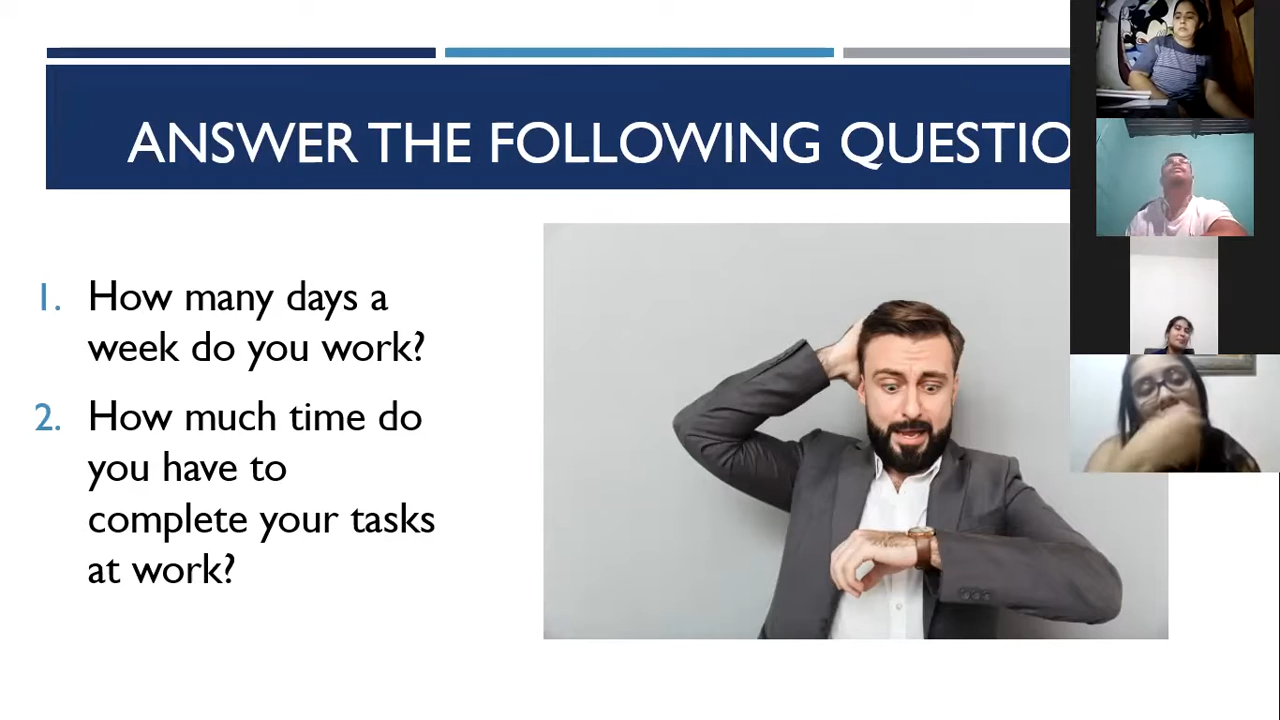 ANSWER THE FOLLOWING QUESTIO
1. How many days a
week do you work?
2. How much time do
you have to
complete your tasks
at work?